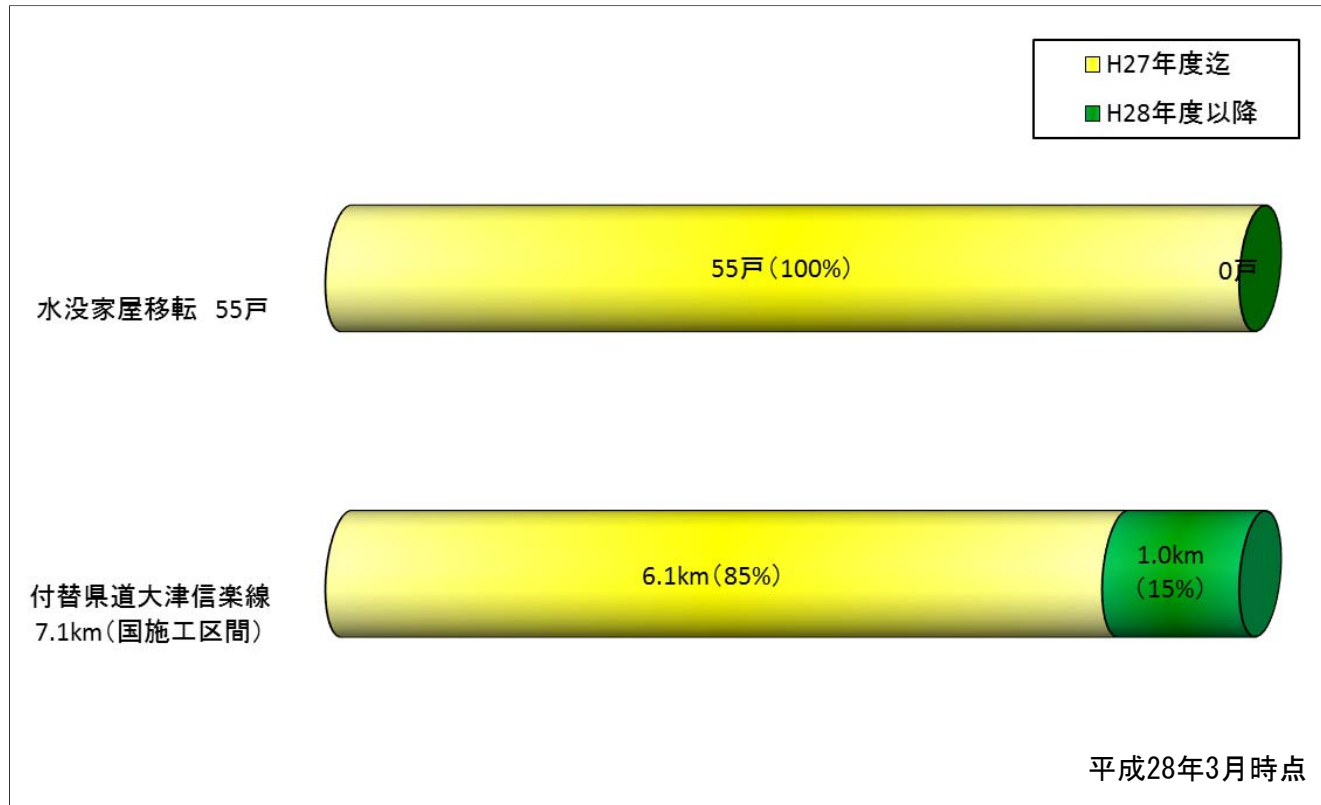 H27年度迄
H28年度以降
55戸(100%)
0戸
水没家屋移転 55戸
6.1km(85%)
1.0km
(15%)
付替県道大津信楽線
7.1km(国施工区間)
平成28年3月時点